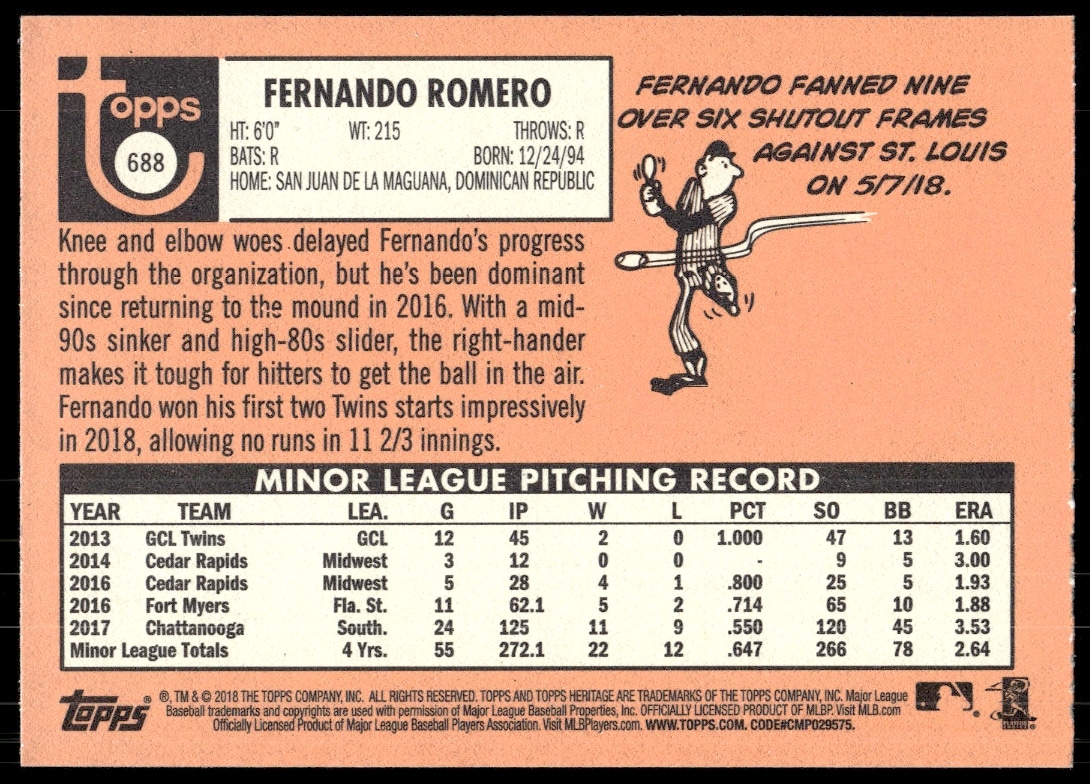 topps
688
FERNANDO ROMERO
HT: 6'0" WT: 215 THROWS: R
BATS: R BORN: 12/24/94
HOME: SAN JUAN DE LA MAGUANA, DOMINICAN REPUBLIC
FERNANDO FANNED NINE
OVER SIX SHUTOUT FRAMES
AGAINST ST. LOUIS
ON 5/7/18.
Knee and elbow woes delayed Fernando's progress
through the organization, but he's been dominant
since returning to the mound in 2016. With a mid-
90s sinker and high-80s slider, the right-hander
makes it tough for hitters to get the ball in the air.
Fernando won his first two Twins starts impressively
in 2018, allowing no runs in 11 2/3 innings.
MINOR LEAGUE PITCHING RECORD
YEAR TEAM LEA. G IP W L PCT SO BB ERA
2013 GCL Twins GCL 12 45 2 0 1.000 47 13 1.60
2014 Cedar Rapids Midwest 3 12 0 0 - 9 5 3.00
2016 Cedar Rapids Midwest 5 28 4 1 .800 25 5 1.93
2016 Fort Myers Fla. St. 11 62.1 5 2 .714 65 10 1.88
2017 Chattanooga South. 24 125 11 9 .550 120 45 3.53
Minor League Totals 4 Yrs. 55 272.1 22 12 .647 266 78 2.64
topps®
®, TM & © 2018 THE TOPPS COMPANY, INC. ALL RIGHTS RESERVED. TOPPS AND TOPPS HERITAGE ARE TRADEMARKS OF THE TOPPS COMPANY, INC. Major League
Baseball trademarks and copyrights are used with permission of Major League Baseball Properties, Inc. OFFICIALLY LICENSED PRODUCT OF MLBP. Visit MLB.com
Officially Licensed Product of Major League Baseball Players Association. Visit MLBPlayers.com. WWW.TOPPS.COM. CODE#CMP029575.